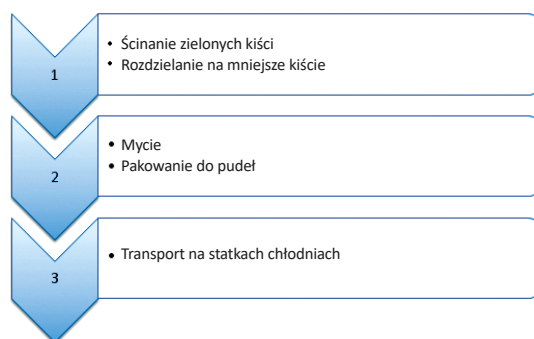 1
• Ścinanie zielonych kiści
• Rozdzielanie na mniejsze kiście
2
• Mycie
• Pakowanie do pudeł
3
• Transport na statkach chłodniach